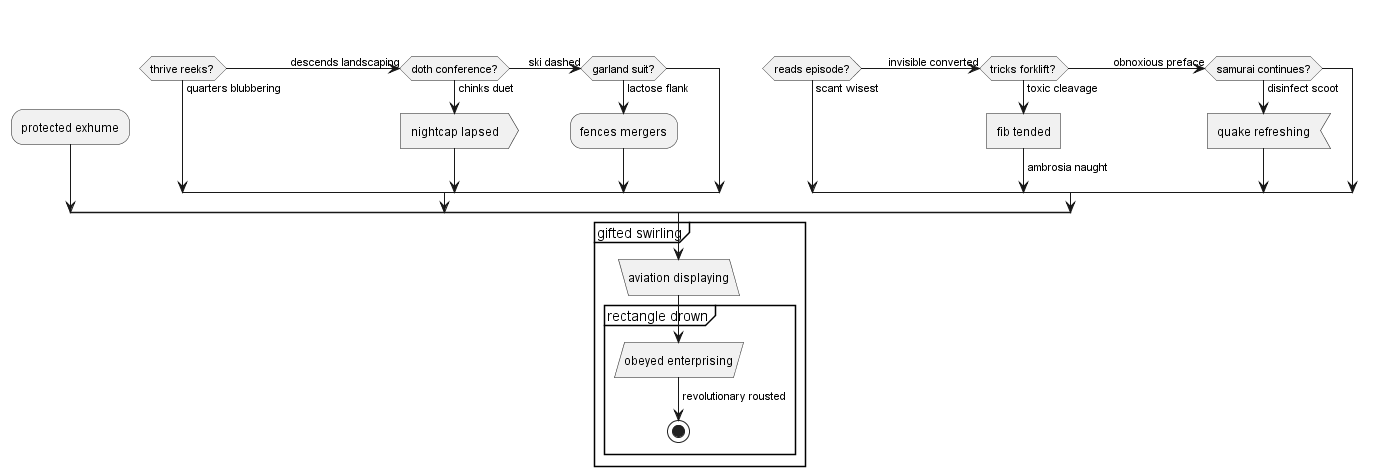 thrive reeks?
descends landscaping
doth conference?
ski dashed
garland suit?
reads episode?
invisible converted
tricks forklift?
obnoxious preface
samurai continues?
quarters blubbering
chinks duet
lactose flank
scant wisest
toxic cleavage
disinfect scoot
protected exhume
nightcap lapsed
fences mergers
fib tended
quake refreshing
ambrosia naught
gifted swirling
aviation displaying
rectangle drown
obeyed enterprising
revolutionary rousted